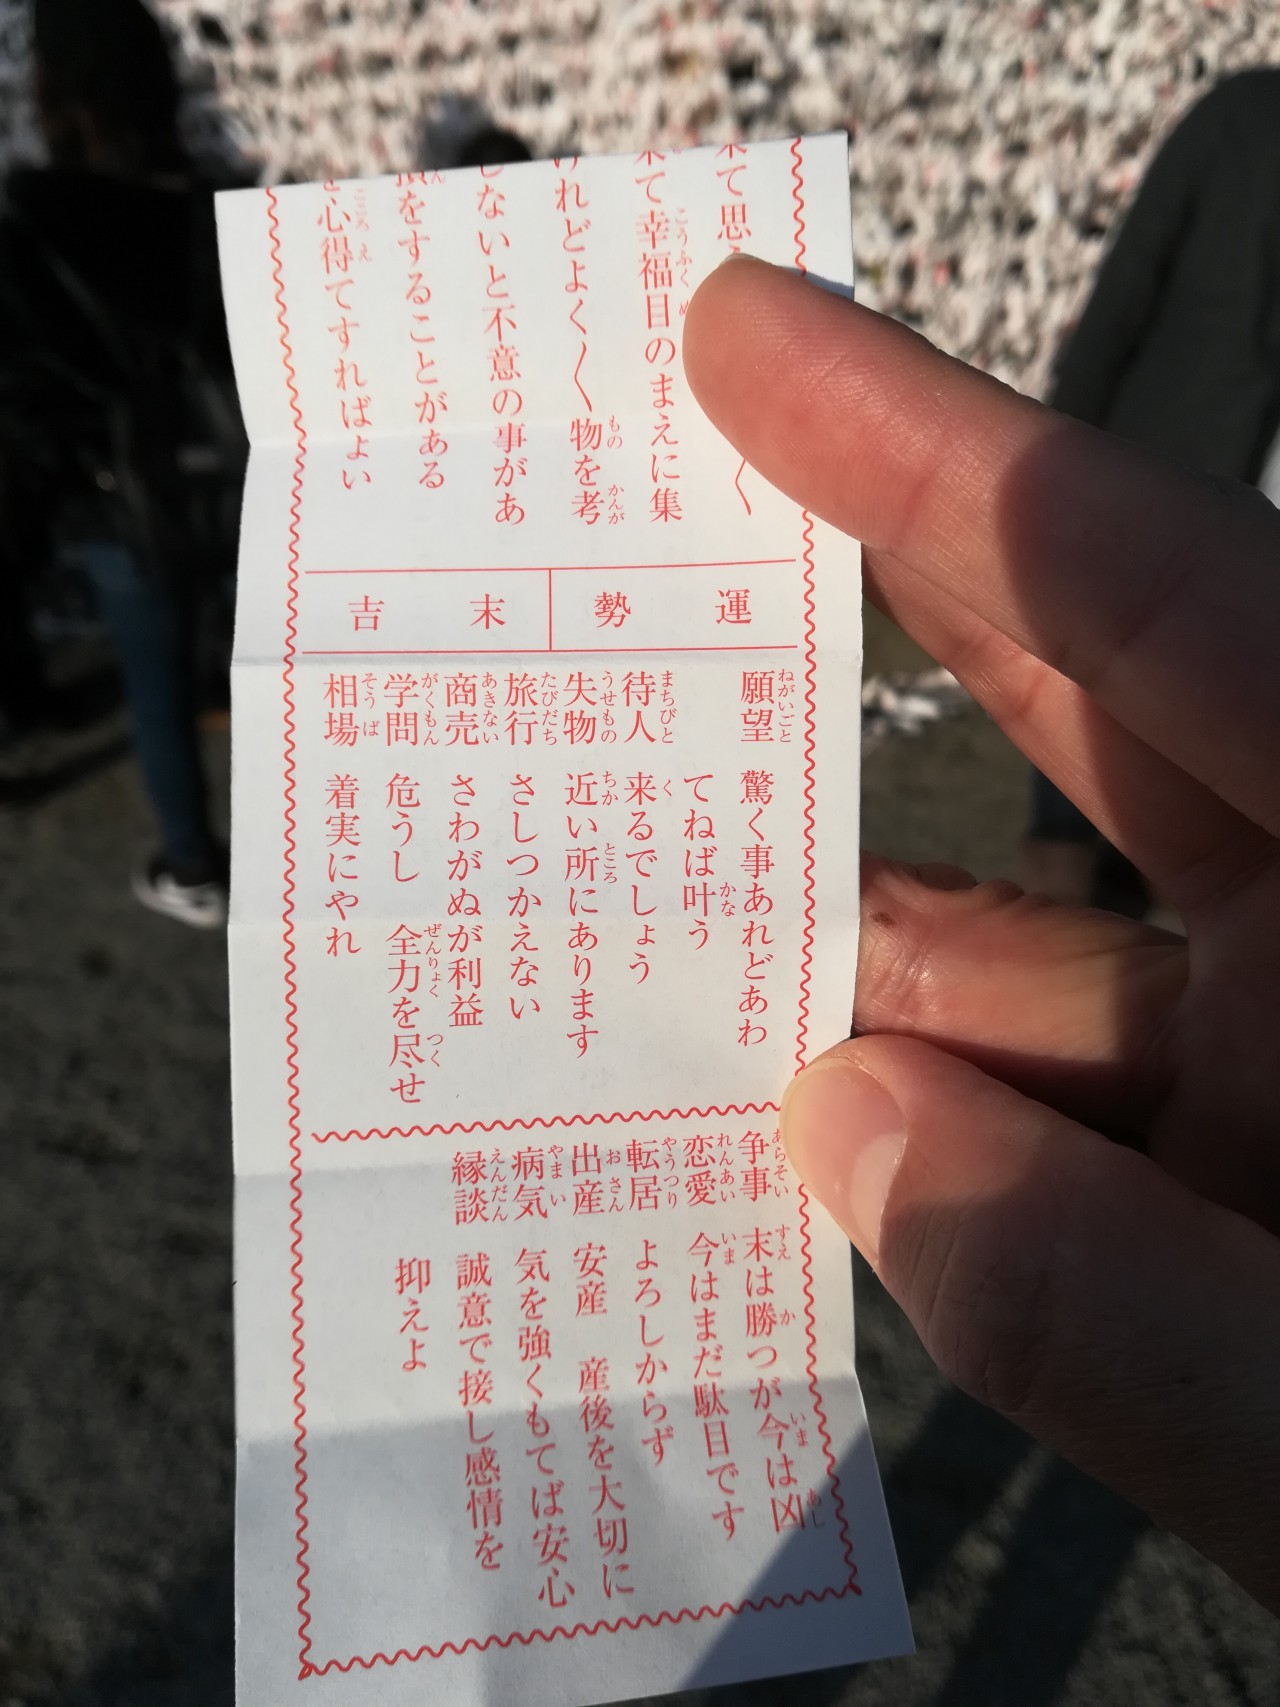 て思
て幸福目のまえに集
れどよく〱物を考
しないと不意の事があ
をすることがある
心得てすればよい
運勢 末吉
願望 驚く事あれどあわ
てねば叶う
待人 来るでしょう
失物 近い所にあります
旅行 さしつかえない
商売 さわがぬが利益
学問 危うし 全力を尽せ
相場 着実にやれ
争事 末は勝つが今は凶
恋愛 今はまだ駄目です
転居 よろしからず
出産 安産 産後を大切に
病気 気を強くもてば安心
縁談 誠意で接し感情を
抑えよ